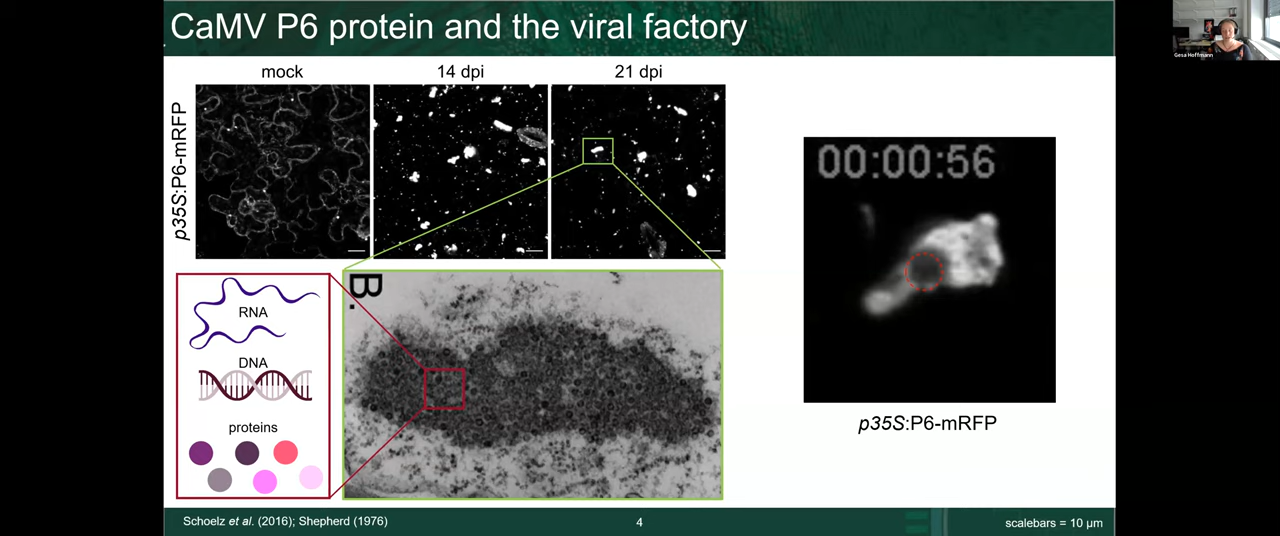 CaMV P6 protein and the viral factory
Gesa Hoffmann
mock
14 dpi
21 dpi
p35S:P6-mRFP
00:00:56
B.
RNA
DNA
proteins
p35S:P6-mRFP
Schoelz et al. (2016); Shepherd (1976)
4
scalebars = 10 µm